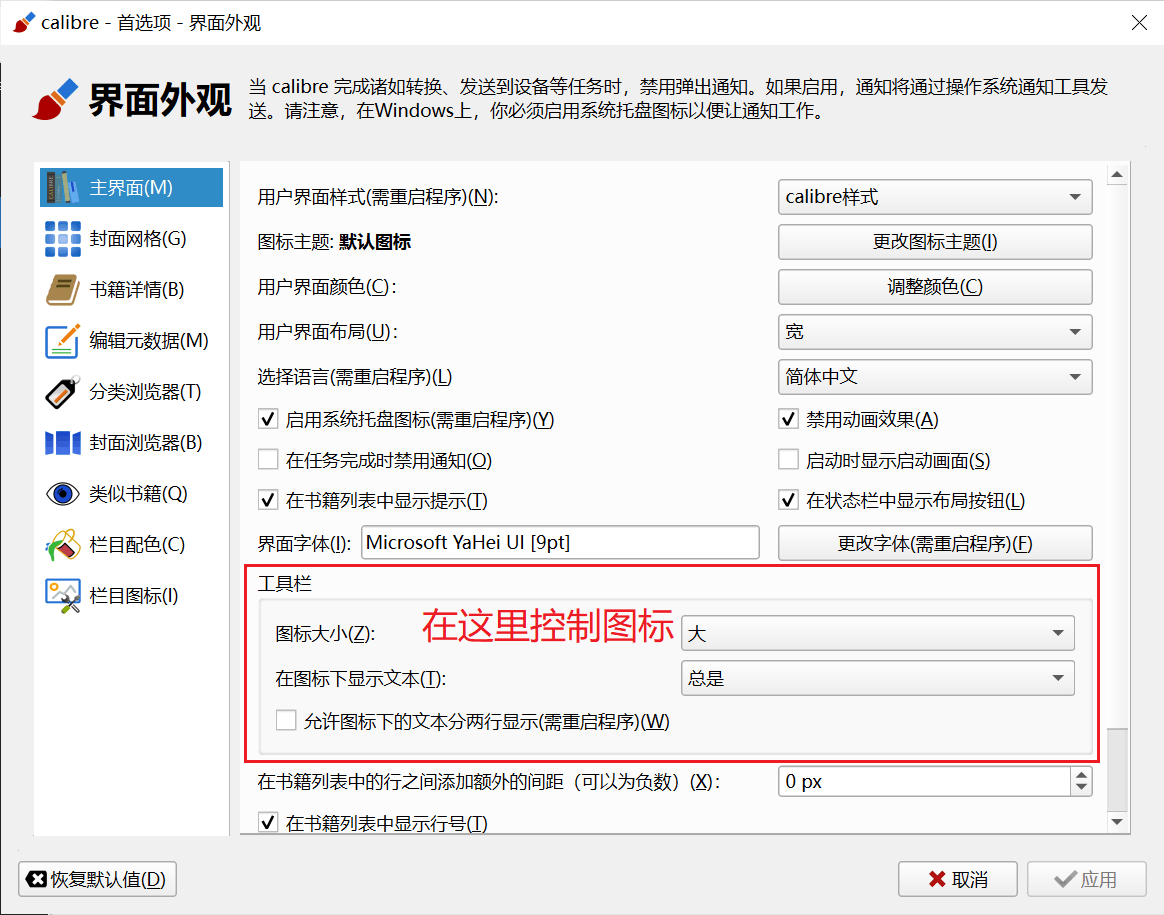 calibre - 首选项 - 界面外观
界面外观
当 calibre 完成诸如转换、发送到设备等任务时，禁用弹出通知。如果启用，通知将通过操作系统通知工具发
送。请注意，在Windows上，你必须启用系统托盘图标以便让通知工作。
主界面(M)
封面网格(G)
书籍详情(B)
编辑元数据(M)
分类浏览器(T)
封面浏览器(B)
类似书籍(Q)
栏目配色(C)
栏目图标(I)
用户界面样式(需重启程序)(N): calibre样式
图标主题: 默认图标 更改图标主题(I)
用户界面颜色(C): 调整颜色(C)
用户界面布局(U): 宽
选择语言(需重启程序)(L) 简体中文
启用系统托盘图标(需重启程序)(Y) 禁用动画效果(A)
在任务完成时禁用通知(O) 启动时显示启动画面(S)
在书籍列表中显示提示(T) 在状态栏中显示布局按钮(L)
界面字体(I): Microsoft YaHei UI [9pt] 更改字体(需重启程序)(F)
工具栏
图标大小(Z): 在这里控制图标 大
在图标下显示文本(T): 总是
允许图标下的文本分两行显示(需重启程序)(W)
在书籍列表中的行之间添加额外的间距（可以为负数）(X): 0 px
在书籍列表中显示行号(T)
恢复默认值(D) 取消 应用